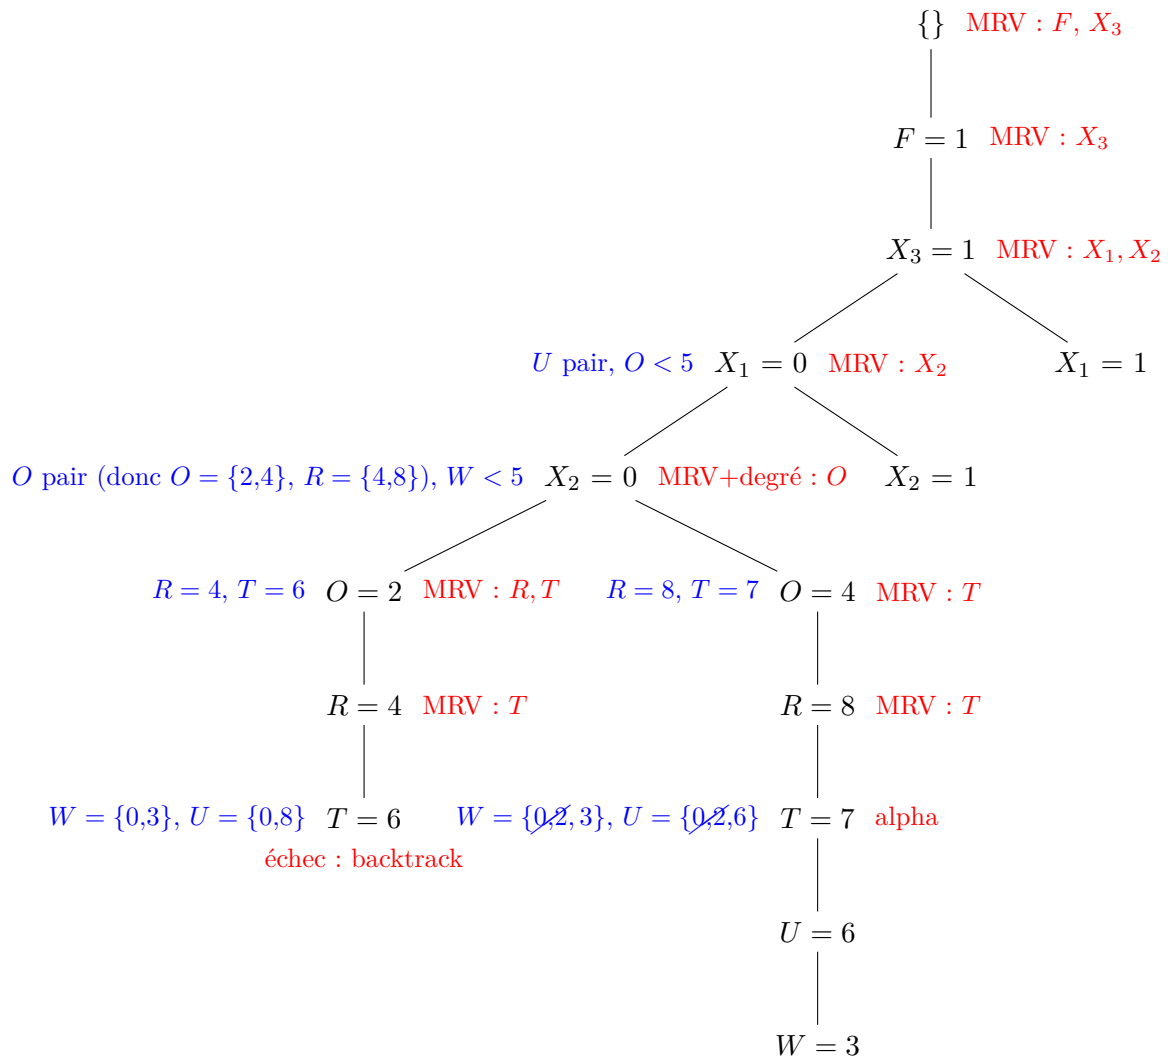 {} MRV : F, X₃
F = 1 MRV : X₃
X₃ = 1 MRV : X₁, X₂
U pair, O < 5 X₁ = 0 MRV : X₂ X₁ = 1
O pair (donc O = {2,4}, R = {4,8}), W < 5 X₂ = 0 MRV+degré : O X₂ = 1
R = 4, T = 6 O = 2 MRV : R, T R = 8, T = 7 O = 4 MRV : T
R = 4 MRV : T R = 8 MRV : T
W = {0,3}, U = {0,8} T = 6 W = {0,2, 3}, U = {0,2,6} T = 7 alpha
échec : backtrack
U = 6
W = 3